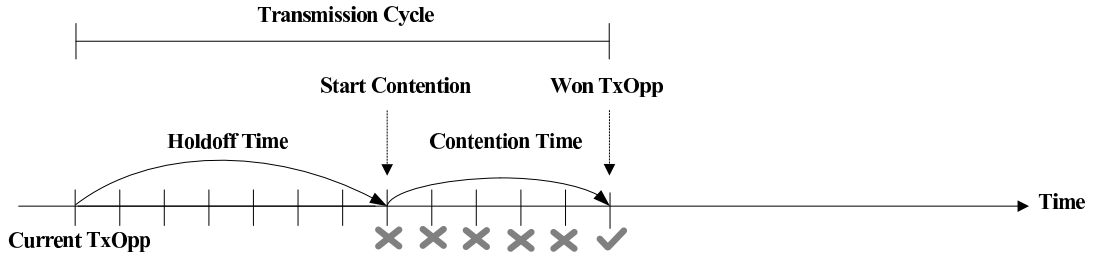 Transmission Cycle
Start Contention
Won TxOpp
Holdoff Time
Contention Time
Time
Current TxOpp